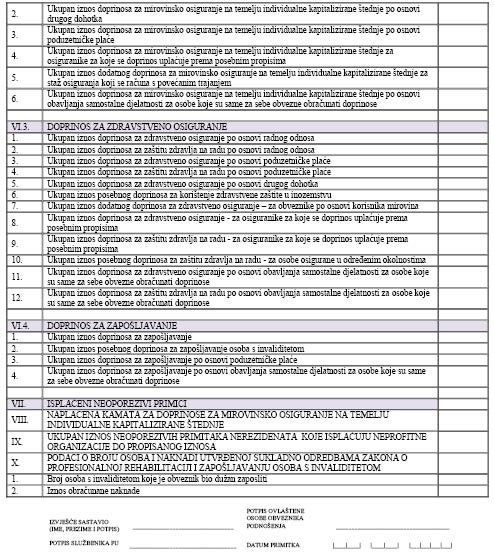 2. Ukupan iznos doprinosa za mirovinsko osiguranje na temelju individualne kapitalizirane štednje po osnovi
drugog dohotka
3. Ukupan iznos doprinosa za mirovinsko osiguranje na temelju individualne kapitalizirane štednje po osnovi
poduzetničke plaće
4. Ukupan iznos doprinosa za mirovinsko osiguranje na temelju individualne kapitalizirane štednje za
osiguranike za koje se doprinos uplaćuje prema posebnim propisima
5. Ukupan iznos dodatnog doprinosa za mirovinsko osiguranje na temelju individualne kapitalizirane štednje za
staž osiguranja koji se računa s povećanim trajanjem
6. Ukupan iznos doprinosa za mirovinsko osiguranje na temelju individualne kapitalizirane štednje po osnovi
obavljanja samostalne djelatnosti za osobe koje su same za sebe obvezne obračunati doprinose
VI.3. DOPRINOS ZA ZDRAVSTVENO OSIGURANJE
1. Ukupan iznos doprinosa za zdravstveno osiguranje po osnovi radnog odnosa
2. Ukupan iznos doprinosa za zaštitu zdravlja na radu po osnovi radnog odnosa
3. Ukupan iznos doprinosa za zdravstveno osiguranje po osnovi poduzetničke plaće
4. Ukupan iznos doprinosa za zaštitu zdravlja na radu po osnovi poduzetničke plaće
5. Ukupan iznos doprinosa za zdravstveno osiguranje po osnovi drugog dohotka
6. Ukupan iznos posebnog doprinosa za korištenje zdravstvene zaštite u inozemstvu
7. Ukupan iznos dodatnog doprinosa za zdravstveno osiguranje – za obveznike po osnovi korisnika mirovina
8. Ukupan iznos doprinosa za zdravstveno osiguranje - za osiguranike za koje se doprinos uplaćuje prema
posebnim propisima
9. Ukupan iznos doprinosa za zaštitu zdravlja na radu - za osiguranike za koje se doprinos uplaćuje prema
posebnim propisima
10. Ukupan iznos posebnog doprinosa za zaštitu zdravlja na radu - za osobe osigurane u određenim okolnostima
11. Ukupan iznos doprinosa za zdravstveno osiguranje po osnovi obavljanja samostalne djelatnosti za osobe koje
su same za sebe obvezne obračunati doprinose
12. Ukupan iznos doprinosa za zaštitu zdravlja na radu po osnovi obavljanja samostalne djelatnosti za osobe koje
su same za sebe obvezne obračunati doprinose
VI.4. DOPRINOS ZA ZAPOŠLJAVANJE
1. Ukupan iznos doprinosa za zapošljavanje
2. Ukupan iznos posebnog doprinosa za zapošljavanje osoba s invaliditetom
3. Ukupan iznos doprinosa za zapošljavanje po osnovi poduzetničke plaće
4. Ukupan iznos doprinosa za zapošljavanje po osnovi obavljanja samostalne djelatnosti za osobe koje su same
za sebe obvezne obračunati doprinose
VII. ISPLAĆENI NEOPOREZIVI PRIMICI
VIII. NAPLAĆENA KAMATA ZA DOPRINOSE ZA MIROVINSKO OSIGURANJE NA TEMELJU
INDIVIDUALNE KAPITALIZIRANE ŠTEDNJE
IX. UKUPAN IZNOS NEOPOREZIVIH PRIMITAKA NEREZIDENATA KOJE ISPLAĆUJU NEPROFITNE
ORGANIZACIJE DO PROPISANOG IZNOSA
X. PODACI O BROJU OSOBA I NAKNADI UTVRĐENOJ SUKLADNO ODREDBAMA ZAKONA O
PROFESIONALNOJ REHABILITACIJI I ZAPOŠLJAVANJU OSOBA S INVALIDITETOM
1. Broj osoba s invaliditetom koje je obveznik bio dužan zaposliti
2. Iznos obračunane naknade
IZVJEŠĆE SASTAVIO
(IME, PREZIME I POTPIS)
POTPIS OVLAŠTENE
OSOBE OBVEZNIKA
PODNOŠENJA
POTPIS SLUŽBENIKA PU
DATUM PRIMITKA